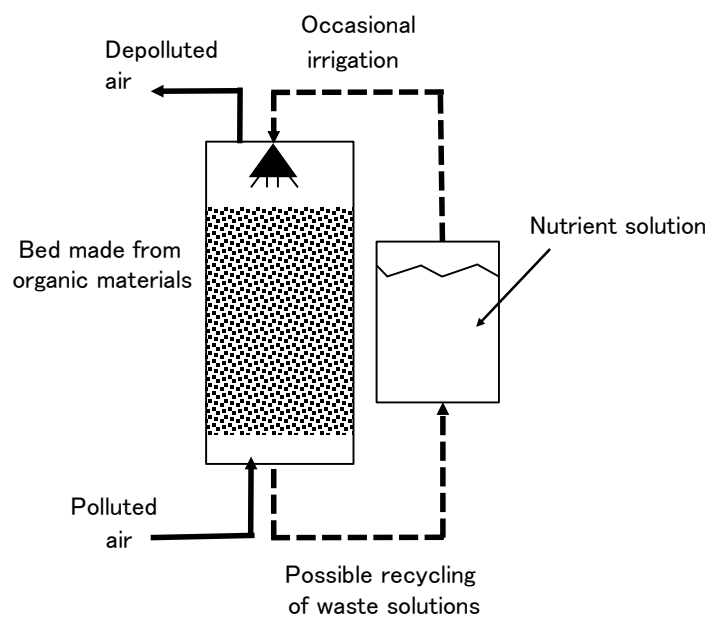 Occasional
irrigation
Depolluted
air
Nutrient solution
Bed made from
organic materials
Polluted
air
Possible recycling
of waste solutions